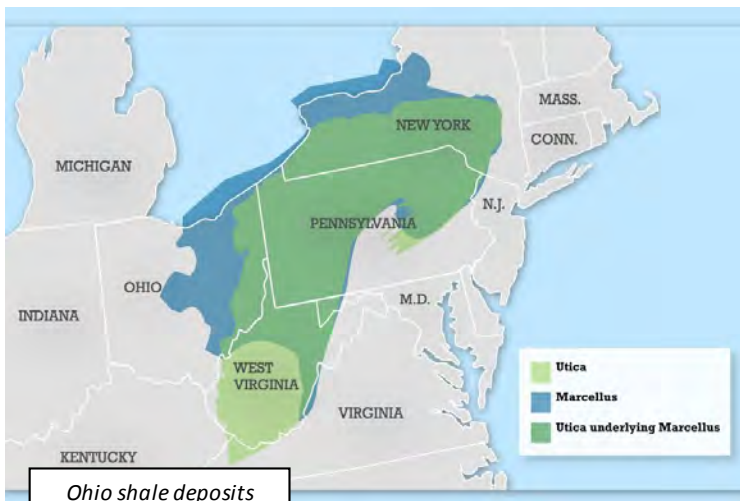 MASS.
NEW YORK
CONN.
MICHIGAN
PENNSYLVANIA
N.J.
OHIO
M.D.
INDIANA
WEST
VIRGINIA
VIRGINIA
KENTUCKY
Utica
Marcellus
Utica underlying Marcellus
Ohio shale deposits